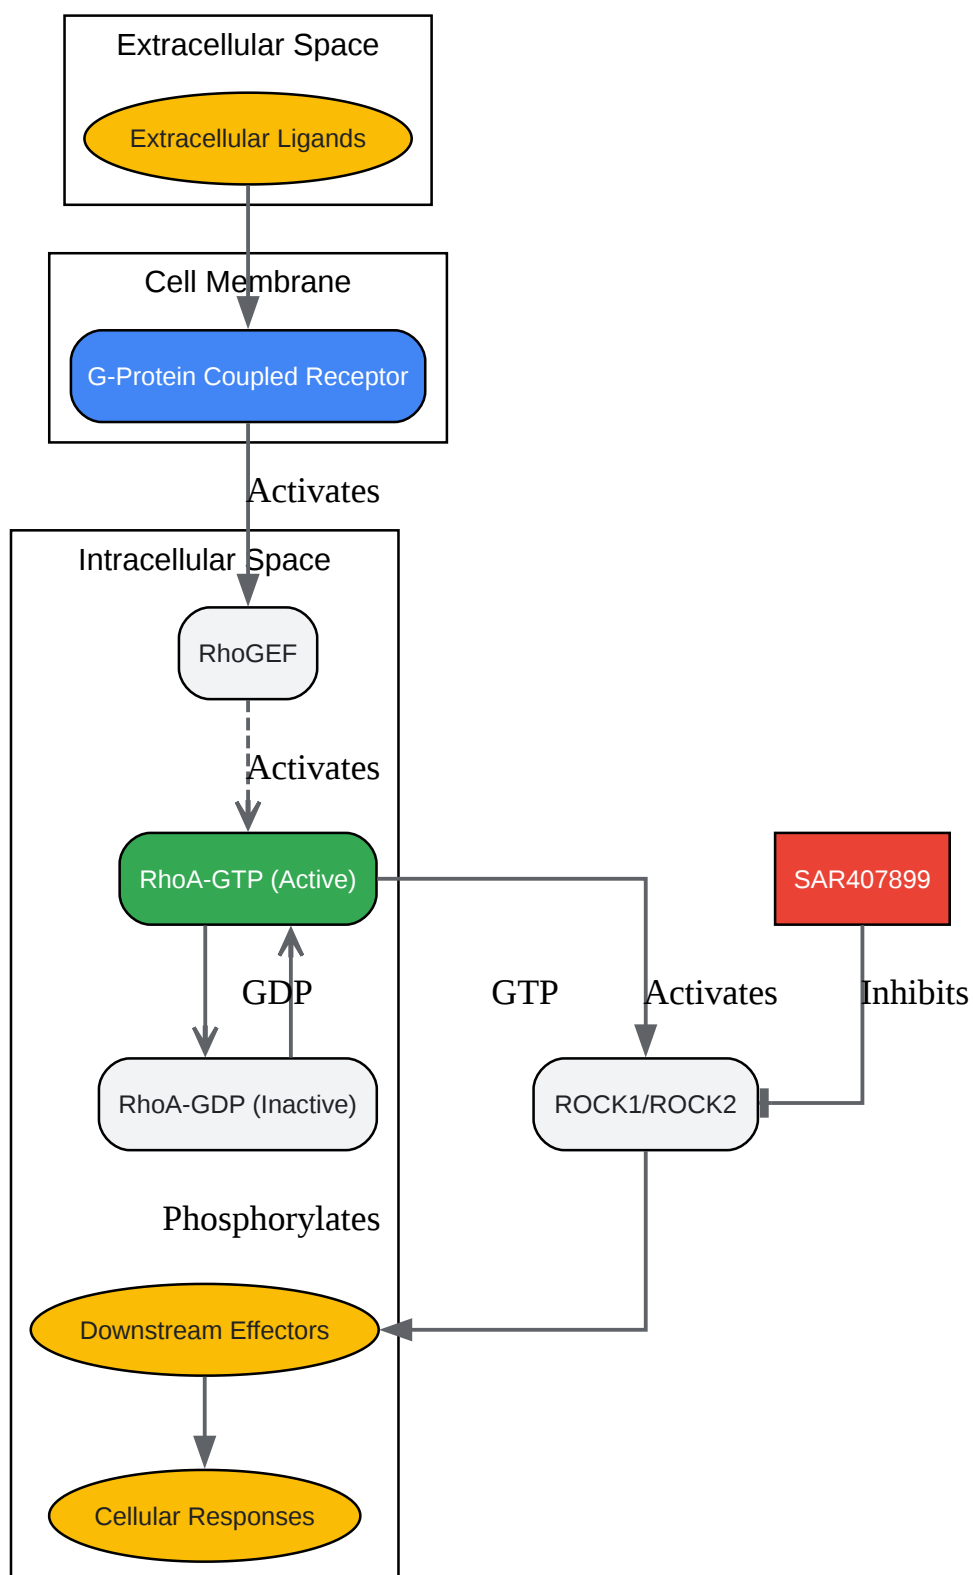 Extracellular Space
Extracellular Ligands
Cell Membrane
G-Protein Coupled Receptor
Activates
Intracellular Space
RhoGEF
Activates
RhoA-GTP (Active)
SAR407899
GDP
GTP
Activates
Inhibits
RhoA-GDP (Inactive)
ROCK1/ROCK2
Phosphorylates
Downstream Effectors
Cellular Responses